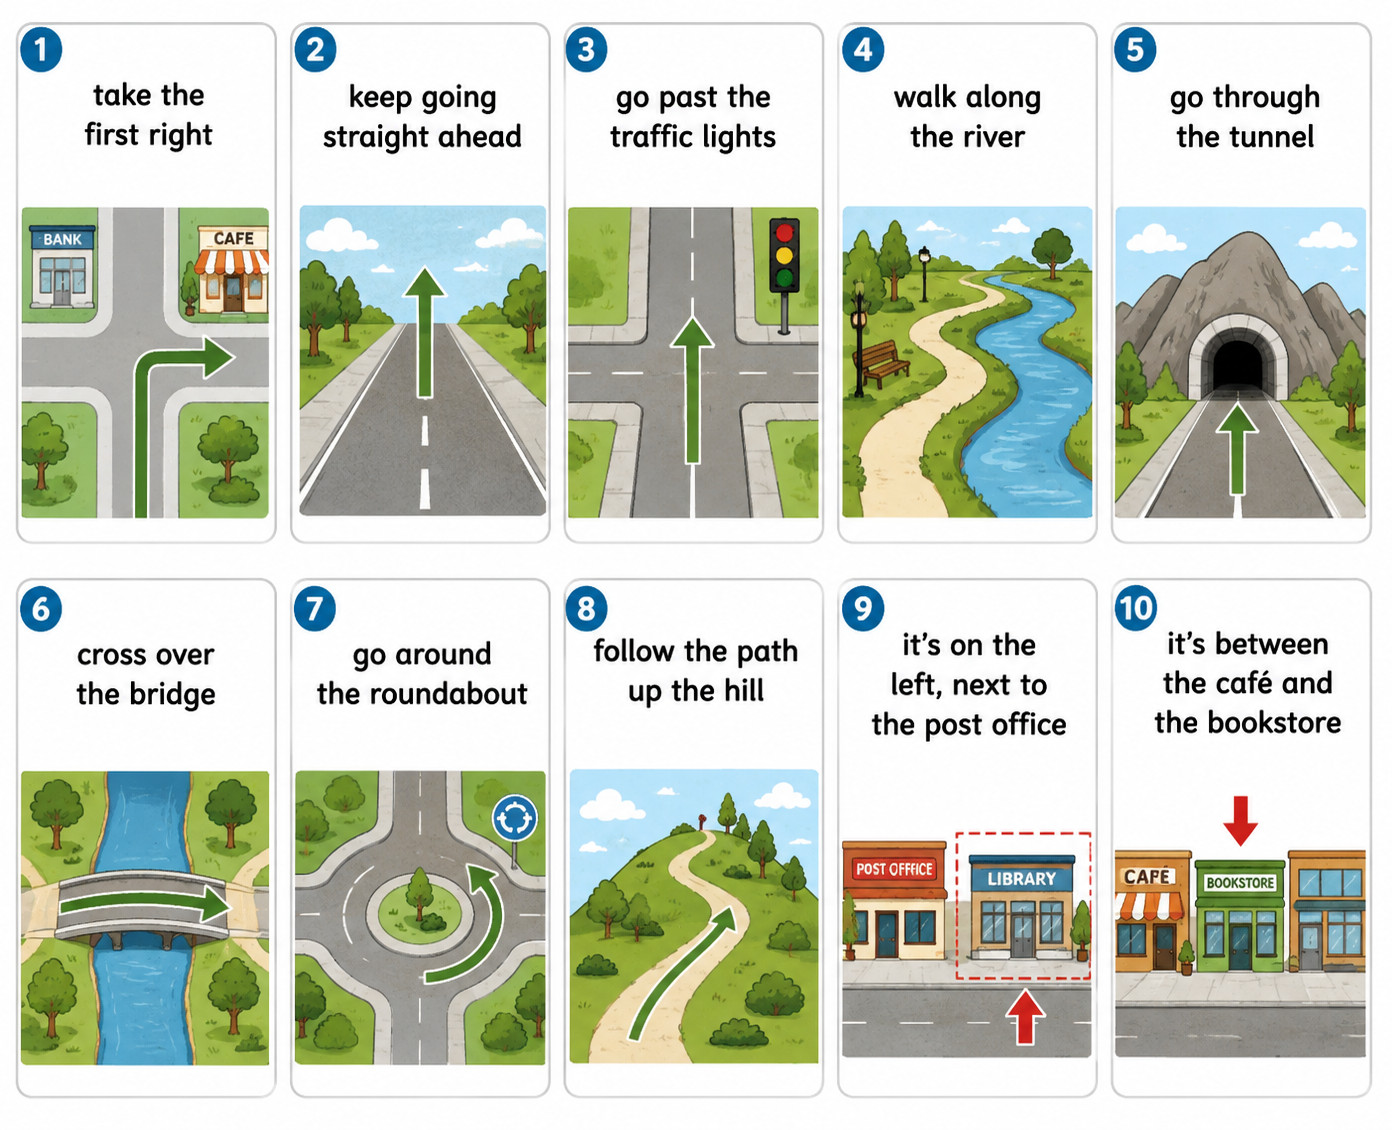 1
take the
first right
BANK
CAFE
2
keep going
straight ahead
3
go past the
traffic lights
4
walk along
the river
5
go through
the tunnel
6
cross over
the bridge
7
go around
the roundabout
8
follow the path
up the hill
9
it's on the
left, next to
the post office
POST OFFICE
LIBRARY
10
it's between
the café and
the bookstore
CAFÉ
BOOKSTORE